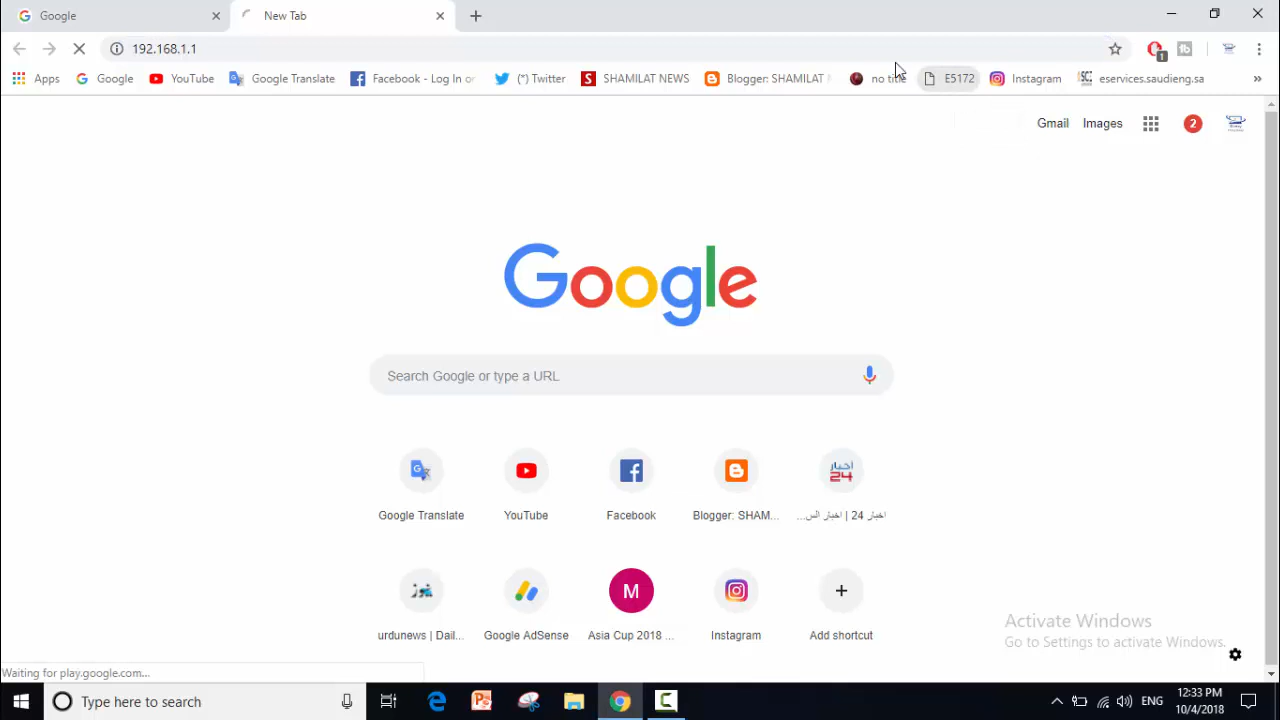 Google
New Tab
192.168.1.1
Apps
Google
YouTube
Google Translate
Facebook - Log In or
(*) Twitter
SHAMILAT NEWS
Blogger: SHAMILAT
no title
E5172
Instagram
eservices.saudieng.sa
»
Gmail
Images
2
Google
Search Google or type a URL
Google Translate
YouTube
Facebook
Blogger: SHAM...
اخبار 24 | اخبار الس...
urdunews | Dail...
Google AdSense
M
Asia Cup 2018 ...
Instagram
Add shortcut
Activate Windows
Go to Settings to activate Windows.
Waiting for play.google.com...
Type here to search
ENG
12:33 PM
10/4/2018